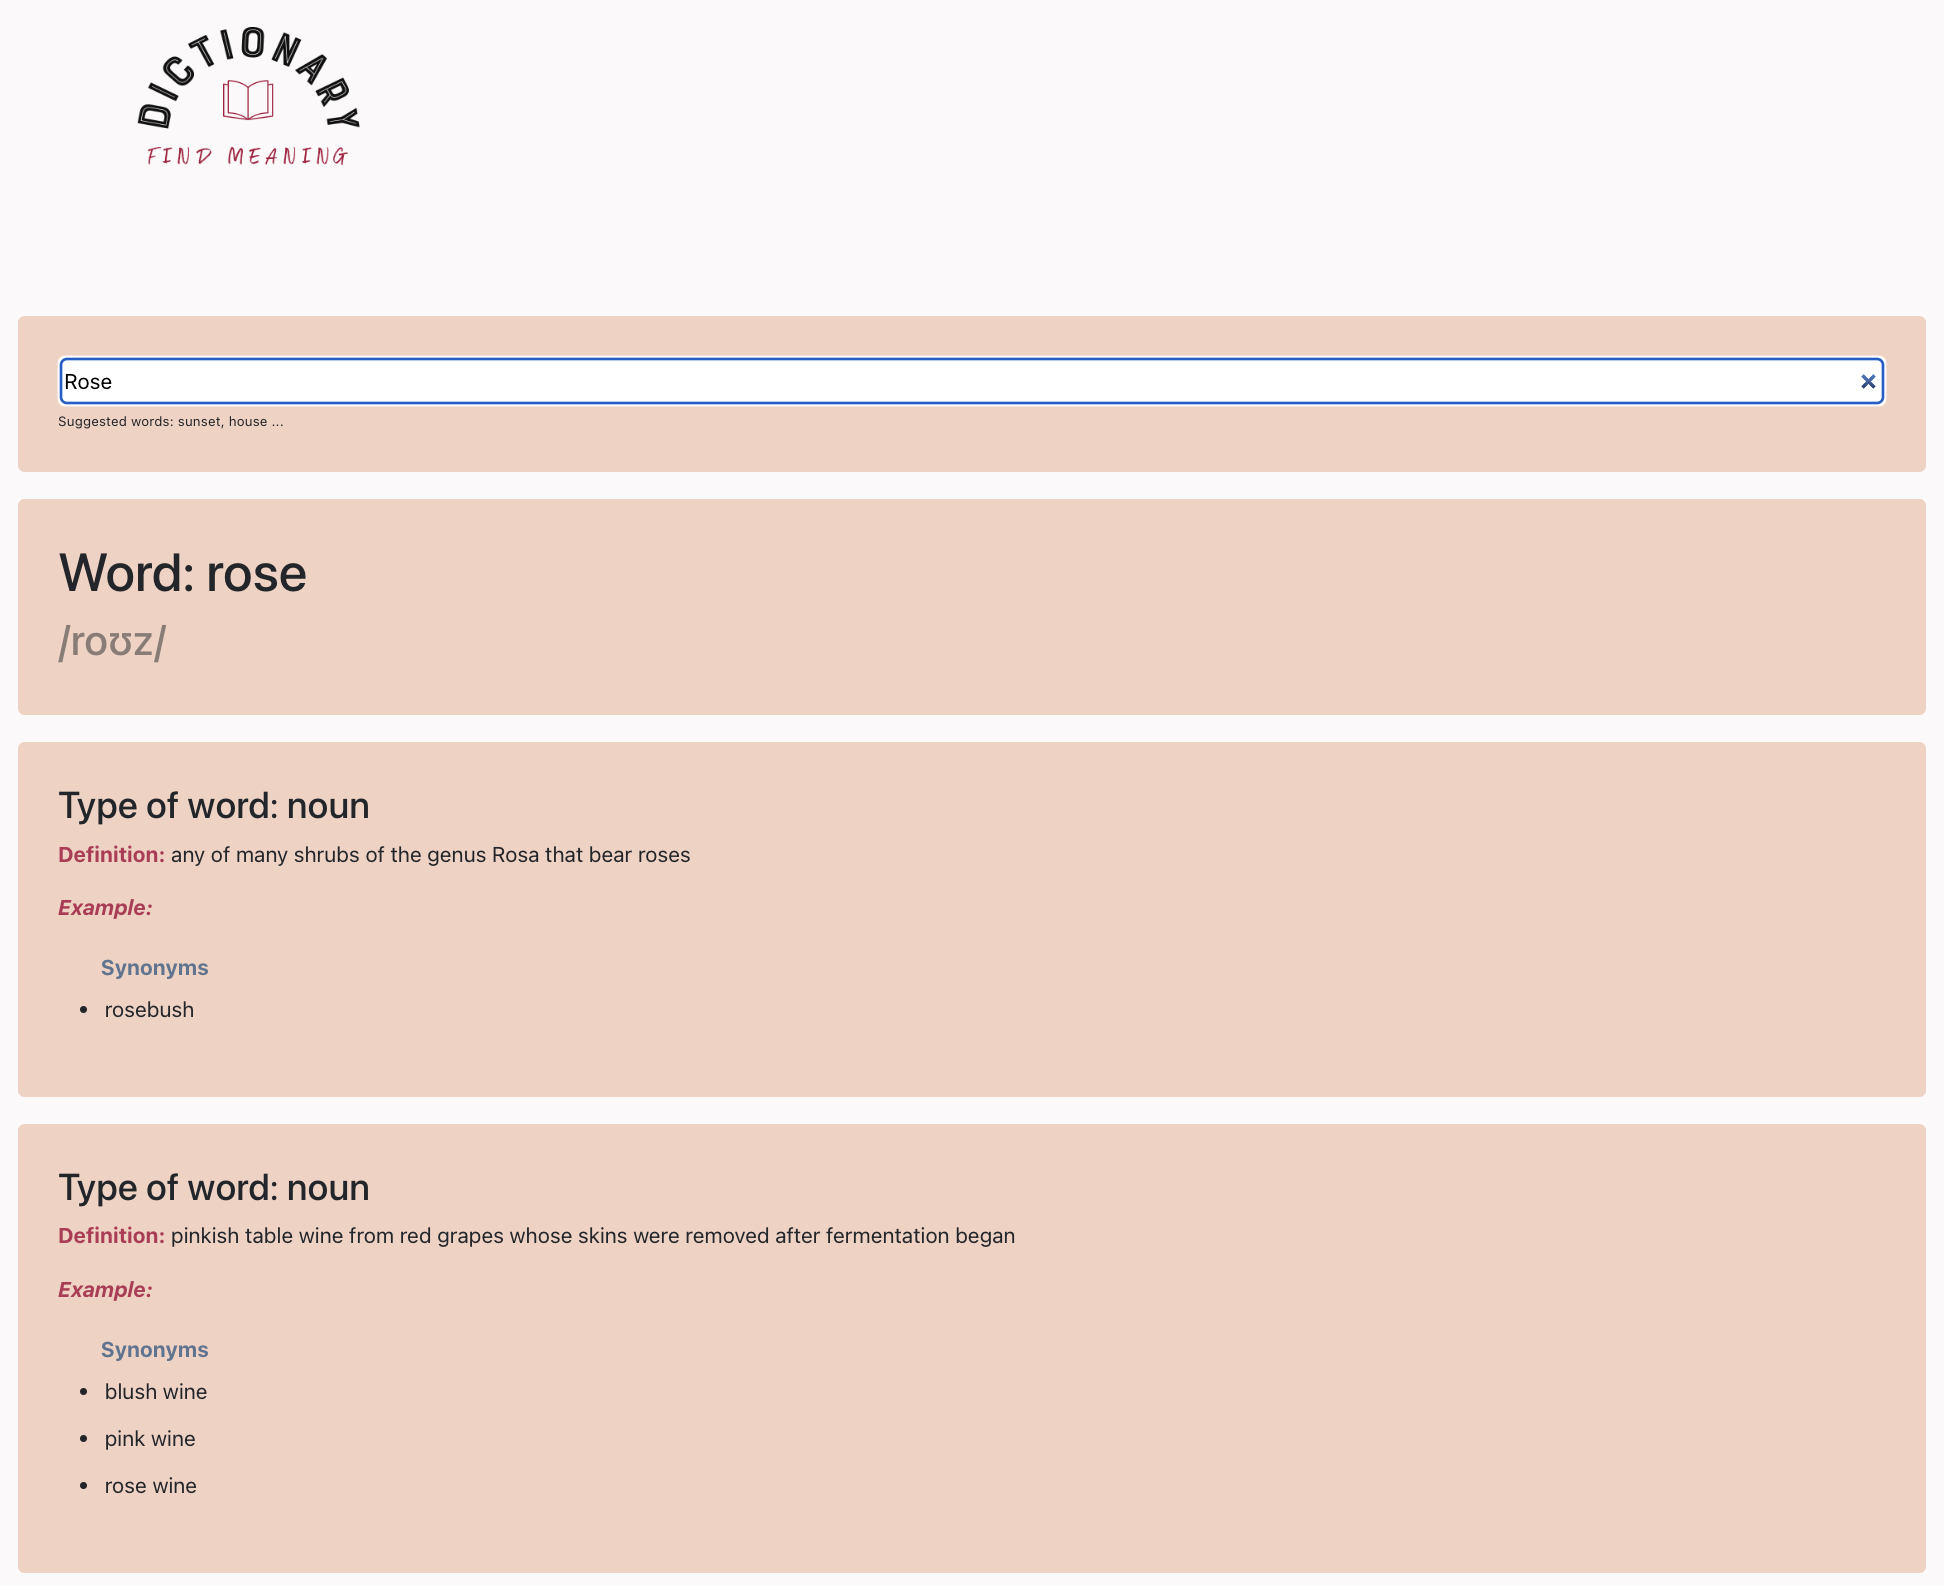 DICTIONARY
FIND MEANING
Rose
Suggested words: sunset, house ...
Word: rose
/roʊz/
Type of word: noun
Definition: any of many shrubs of the genus Rosa that bear roses
Example:
Synonyms
• rosebush
Type of word: noun
Definition: pinkish table wine from red grapes whose skins were removed after fermentation began
Example:
Synonyms
• blush wine
• pink wine
• rose wine